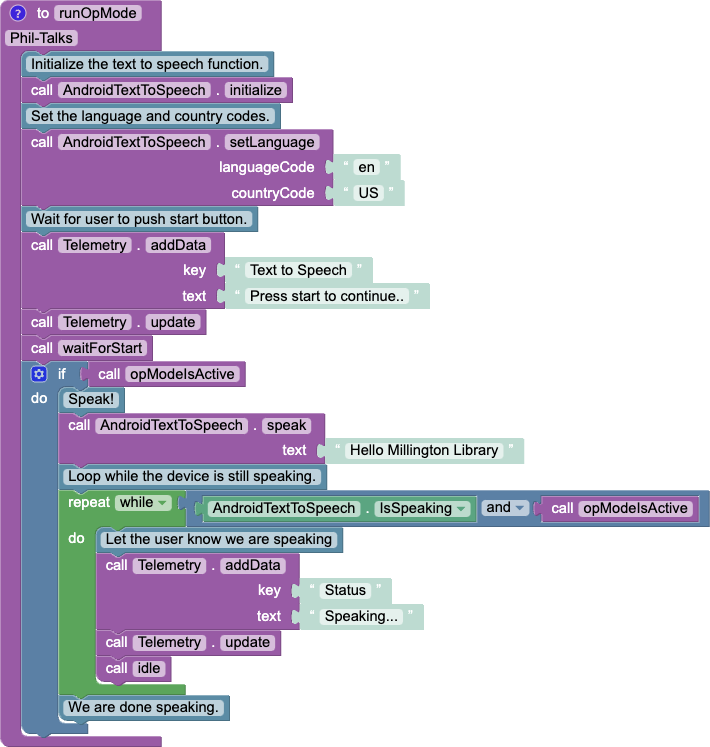 ? to runOpMode
Phil-Talks
Initialize the text to speech function.
call AndroidTextToSpeech . initialize
Set the language and country codes.
call AndroidTextToSpeech . setLanguage
languageCode “ en ”
countryCode “ US ”
Wait for user to push start button.
call Telemetry . addData
key “ Text to Speech ”
text “ Press start to continue.. ”
call Telemetry . update
call waitForStart
if call opModeIsActive
do Speak!
call AndroidTextToSpeech . speak
text “ Hello Millington Library ”
Loop while the device is still speaking.
repeat while AndroidTextToSpeech . IsSpeaking and call opModeIsActive
do Let the user know we are speaking
call Telemetry . addData
key “ Status ”
text “ Speaking... ”
call Telemetry . update
call idle
We are done speaking.